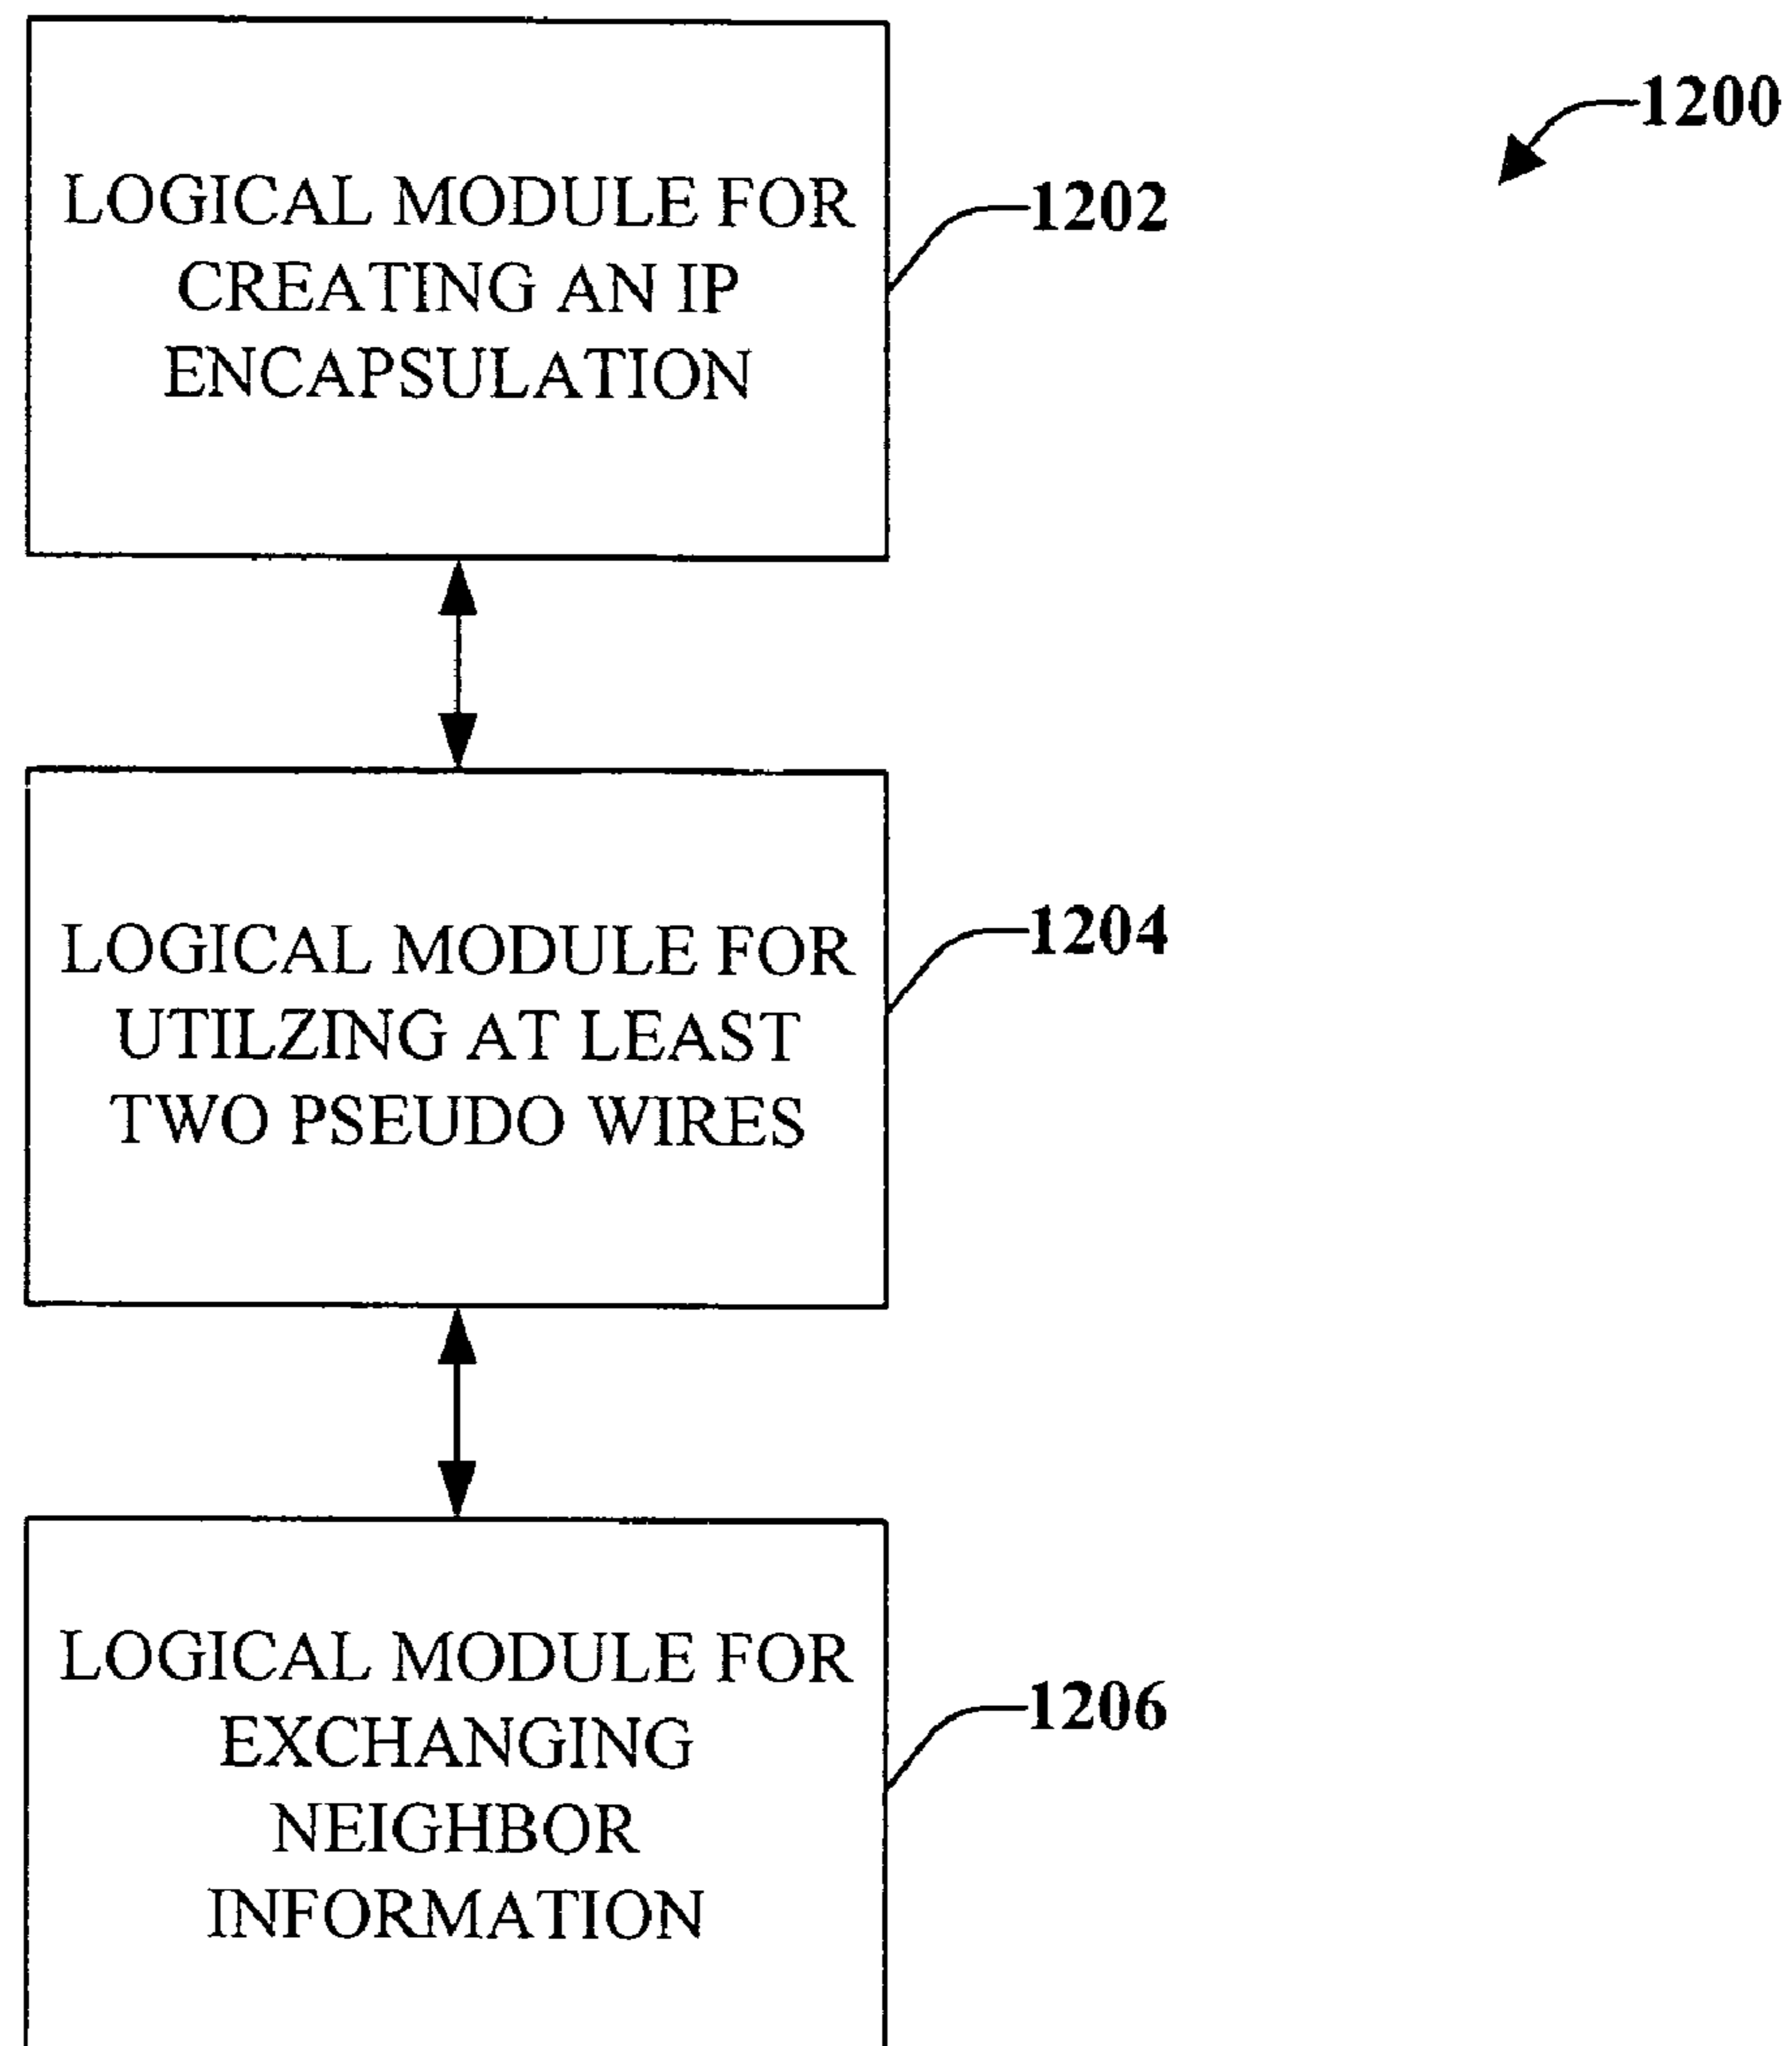 1200
LOGICAL MODULE FOR
CREATING AN IP
ENCAPSULATION
1202
LOGICAL MODULE FOR
UTILZING AT LEAST
TWO PSEUDO WIRES
1204
LOGICAL MODULE FOR
EXCHANGING
NEIGHBOR
INFORMATION
1206